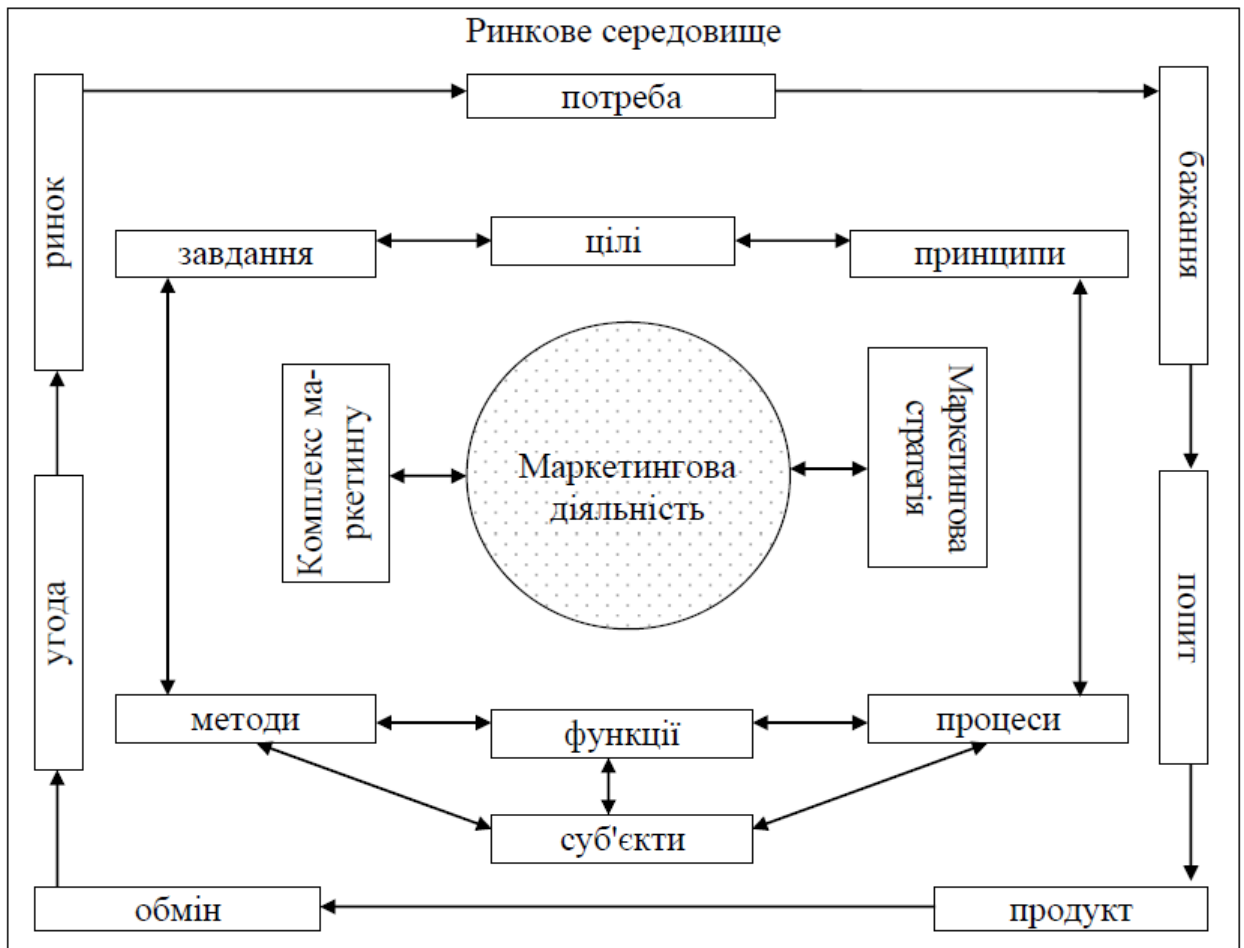 Ринкове середовище
потреба
ринок
бажання
завдання
цілі
принципи
Комплекс ма-
ркетингу
Маркетингова
діяльність
Маркетингова
стратегія
угода
попит
методи
функції
процеси
суб'єкти
обмін
продукт